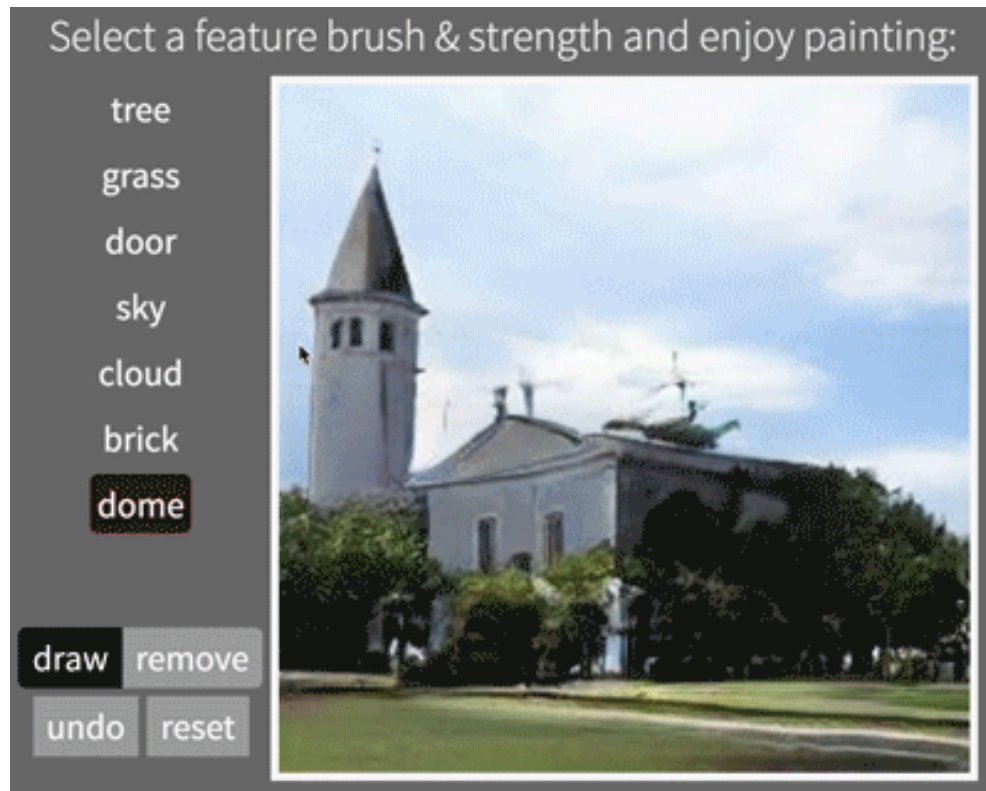 Select a feature brush & strength and enjoy painting:
tree
grass
door
sky
cloud
brick
dome
draw remove
undo reset